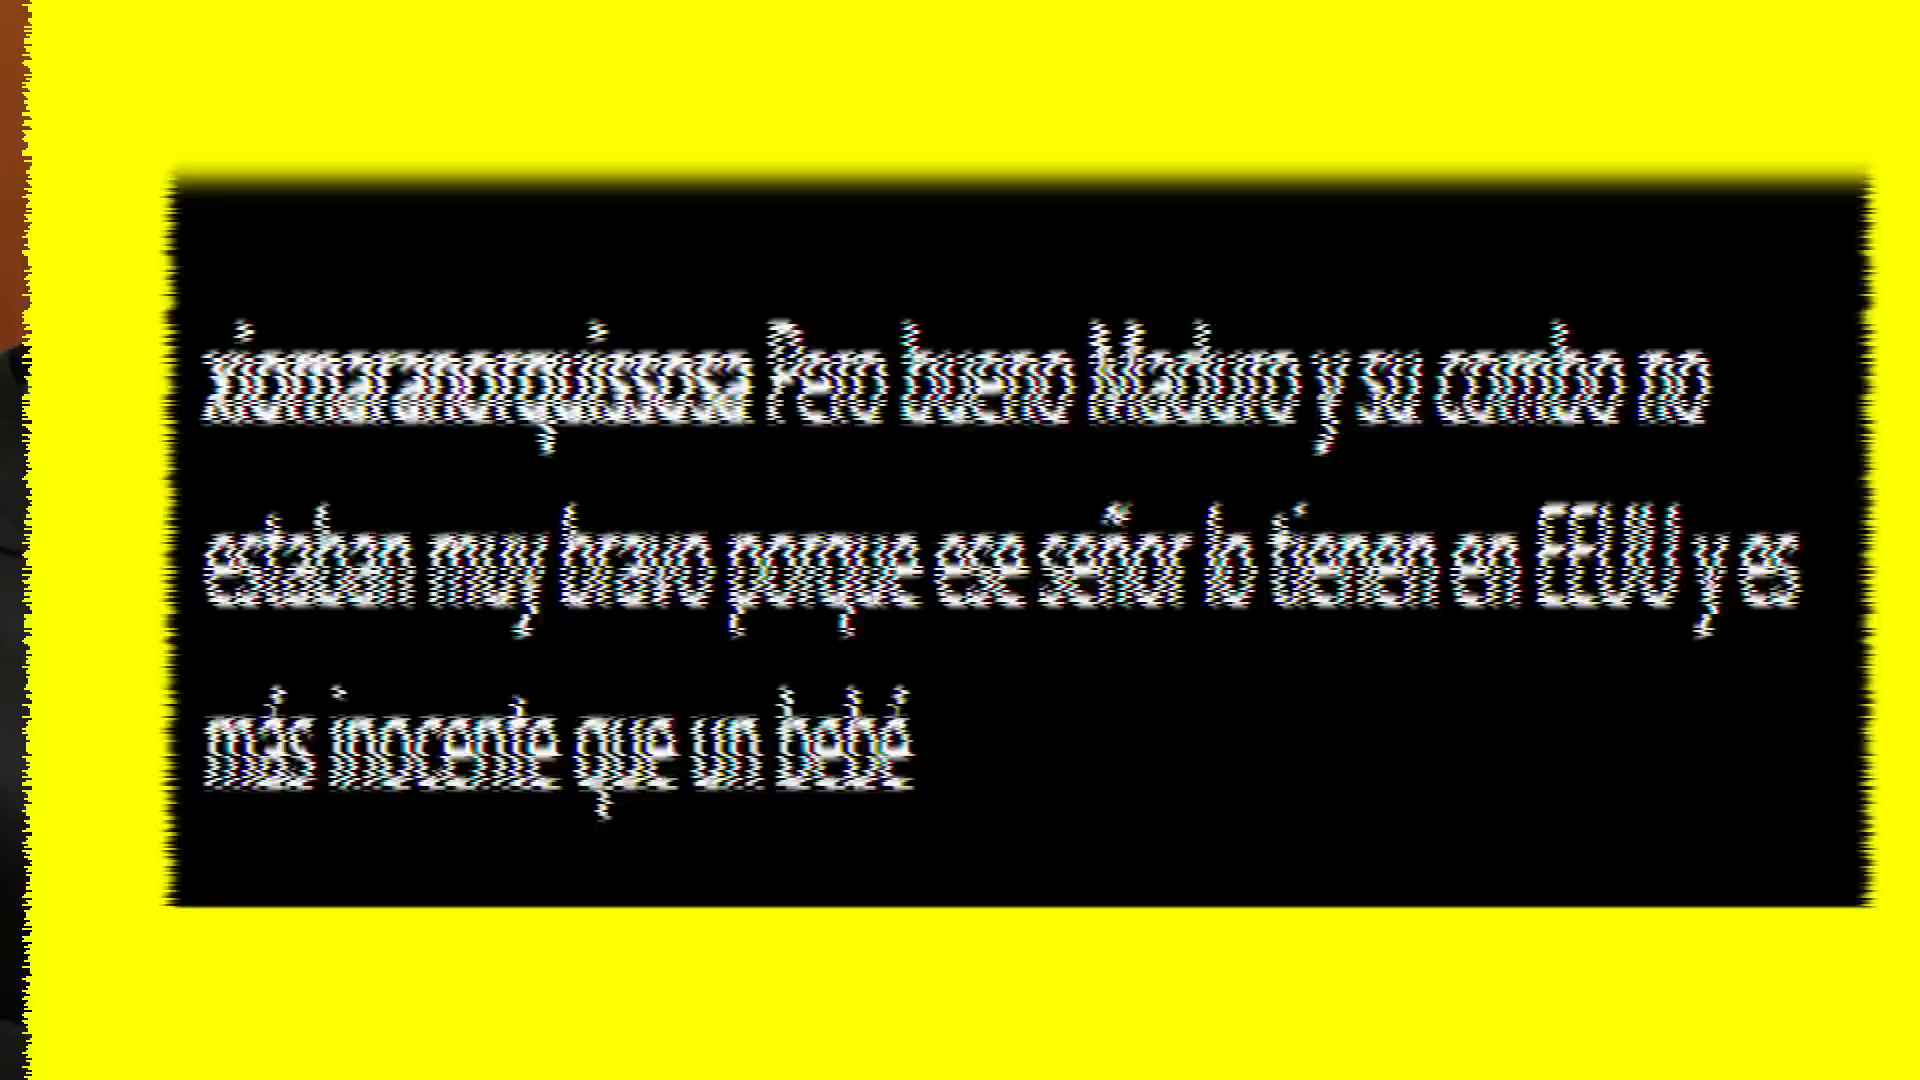 xiomaranorquissosa Pero bueno Maduro y su combo no
estaban muy bravo porque ese señor lo tienen en EEUU y es
más inocente que un bebé